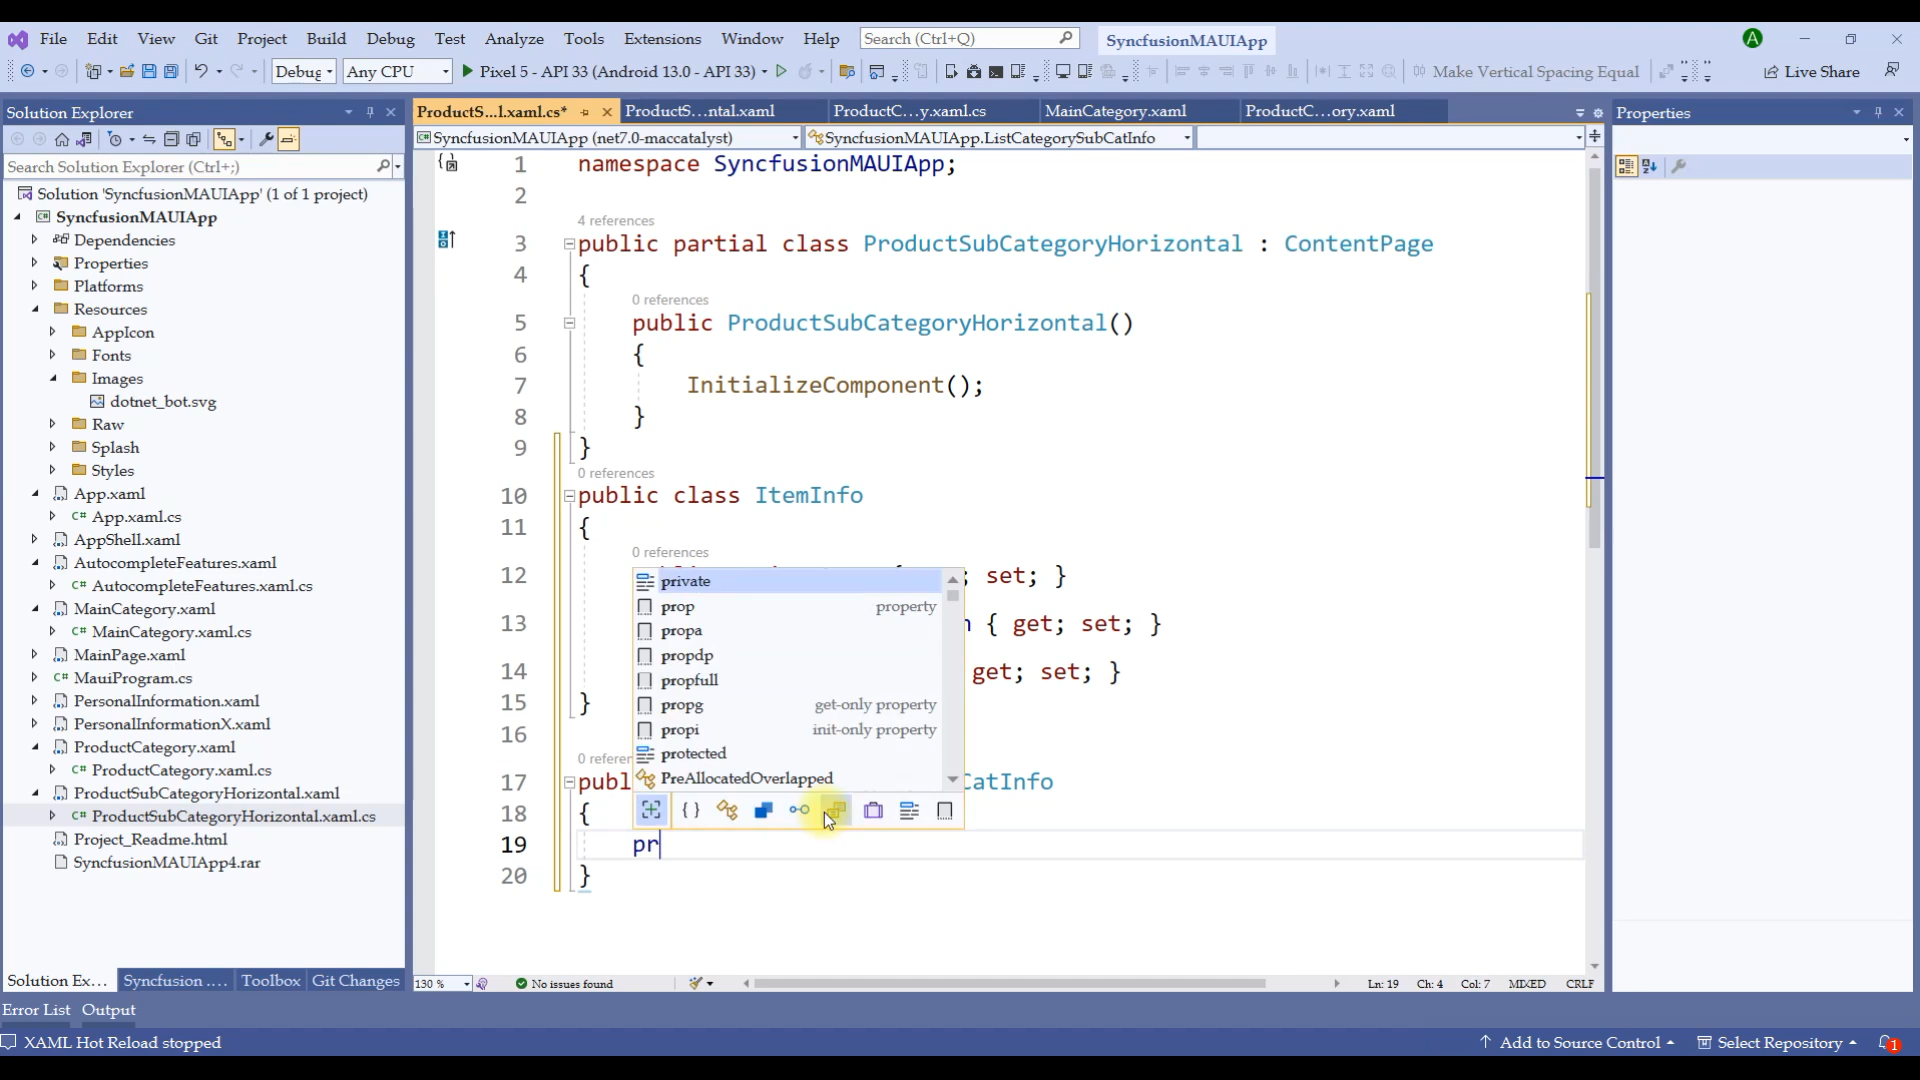 File Edit View Git Project Build Debug Test Analyze Tools Extensions Window Help Search (Ctrl+Q) SyncfusionMAUIApp A
Debug Any CPU Pixel 5 - API 33 (Android 13.0 - API 33) Make Vertical Spacing Equal Live Share
Solution Explorer
Search Solution Explorer (Ctrl+;)
Solution 'SyncfusionMAUIApp' (1 of 1 project)
SyncfusionMAUIApp
Dependencies
Properties
Platforms
Resources
AppIcon
Fonts
Images
dotnet_bot.svg
Raw
Splash
Styles
App.xaml
C# App.xaml.cs
AppShell.xaml
AutocompleteFeatures.xaml
C# AutocompleteFeatures.xaml.cs
MainCategory.xaml
C# MainCategory.xaml.cs
MainPage.xaml
C# MauiProgram.cs
PersonalInformation.xaml
PersonalInformationX.xaml
ProductCategory.xaml
C# ProductCategory.xaml.cs
ProductSubCategoryHorizontal.xaml
C# ProductSubCategoryHorizontal.xaml.cs
Project_Readme.html
SyncfusionMAUIApp4.rar
Solution Ex... Syncfusion .... Toolbox Git Changes
ProductS...l.xaml.cs* ProductS...ntal.xaml ProductC...y.xaml.cs MainCategory.xaml ProductC...ory.xaml
SyncfusionMAUIApp (net7.0-maccatalyst) SyncfusionMAUIApp.ListCategorySubCatInfo
1 namespace SyncfusionMAUIApp;
2
4 references
3 public partial class ProductSubCategoryHorizontal : ContentPage
4 {
0 references
5 public ProductSubCategoryHorizontal()
6 {
7 InitializeComponent();
8 }
9 }
0 references
10 public class ItemInfo
11 {
0 references
12 ; set; }
13 n { get; set; }
14 get; set; }
15 }
16
0 referen
17 publ CatInfo
18 {
19 pr
20 }
private
prop property
propa
propdp
propfull
propg get-only property
propi init-only property
protected
PreAllocatedOverlapped
130 % No issues found Ln: 19 Ch: 4 Col: 7 MIXED CRLF
Properties
Error List Output
XAML Hot Reload stopped Add to Source Control Select Repository 1